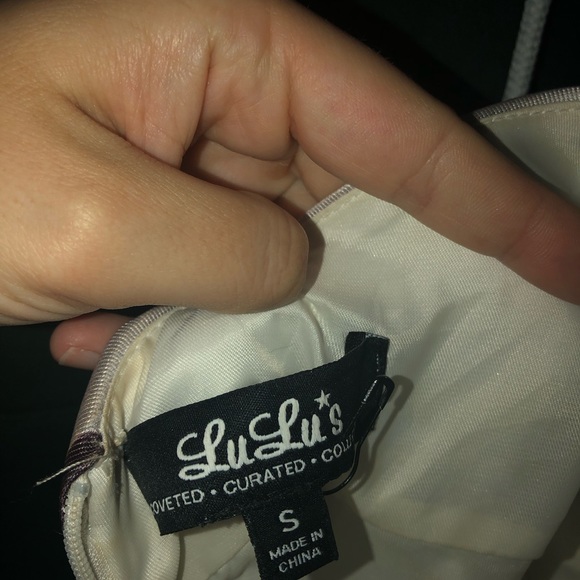 LuLu's
OVETED • CURATED • COLL
S
MADE IN
CHINA